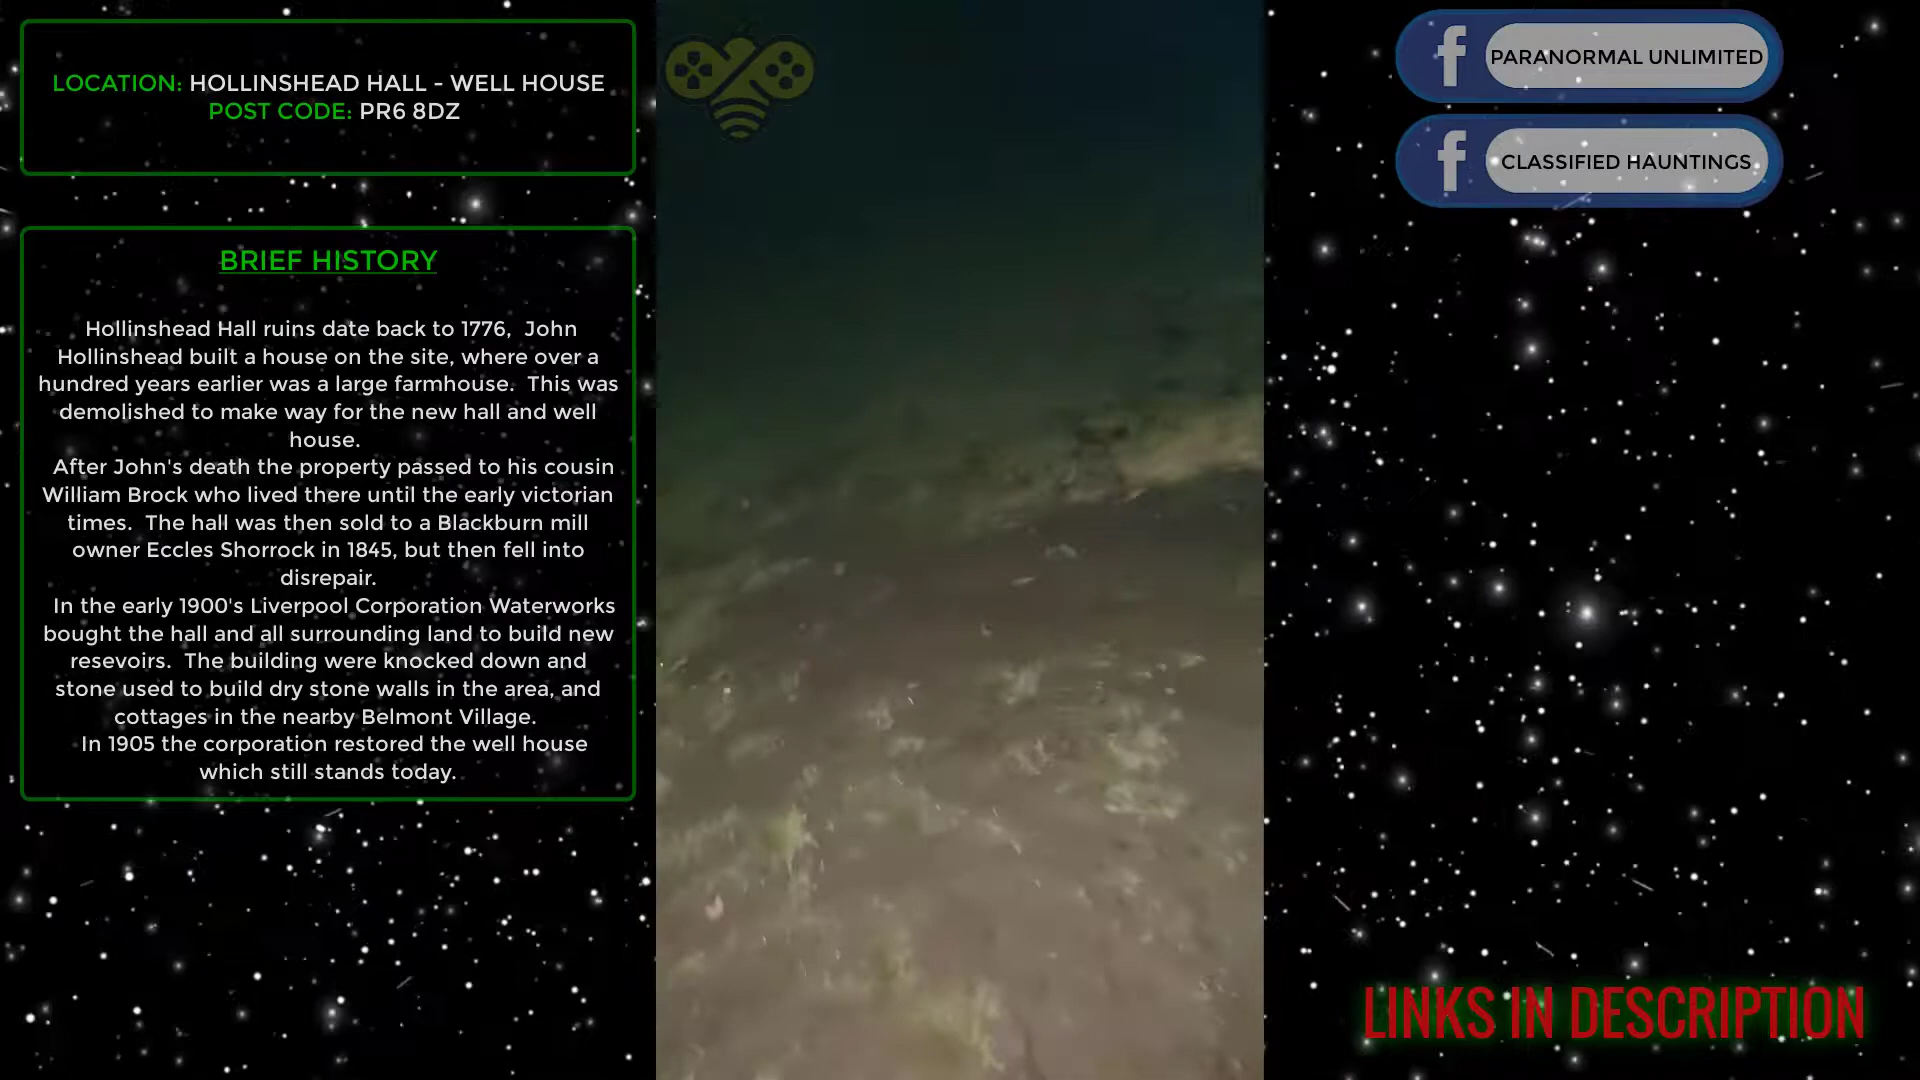 LOCATION: HOLLINSHEAD HALL - WELL HOUSE
POST CODE: PR6 8DZ
BRIEF HISTORY
Hollinshead Hall ruins date back to 1776, John
Hollinshead built a house on the site, where over a
hundred years earlier was a large farmhouse. This was
demolished to make way for the new hall and well
house.
After John's death the property passed to his cousin
William Brock who lived there until the early victorian
times. The hall was then sold to a Blackburn mill
owner Eccles Shorrock in 1845, but then fell into
disrepair.
In the early 1900's Liverpool Corporation Waterworks
bought the hall and all surrounding land to build new
resevoirs. The building were knocked down and
stone used to build dry stone walls in the area, and
cottages in the nearby Belmont Village.
In 1905 the corporation restored the well house
which still stands today.
f PARANORMAL UNLIMITED
f CLASSIFIED HAUNTINGS
LINKS IN DESCRIPTION